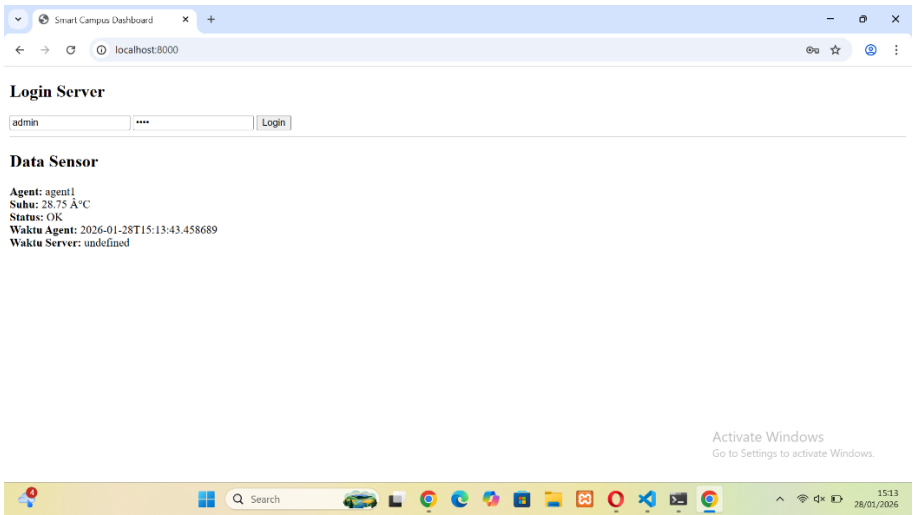 Smart Campus Dashboard
localhost:8000
Login Server
admin
•••• Login
Data Sensor
Agent: agent1
Suhu: 28.75 Â°C
Status: OK
Waktu Agent: 2026-01-28T15:13:43.458689
Waktu Server: undefined
Activate Windows
Go to Settings to activate Windows.
4
Search
15:13
28/01/2026